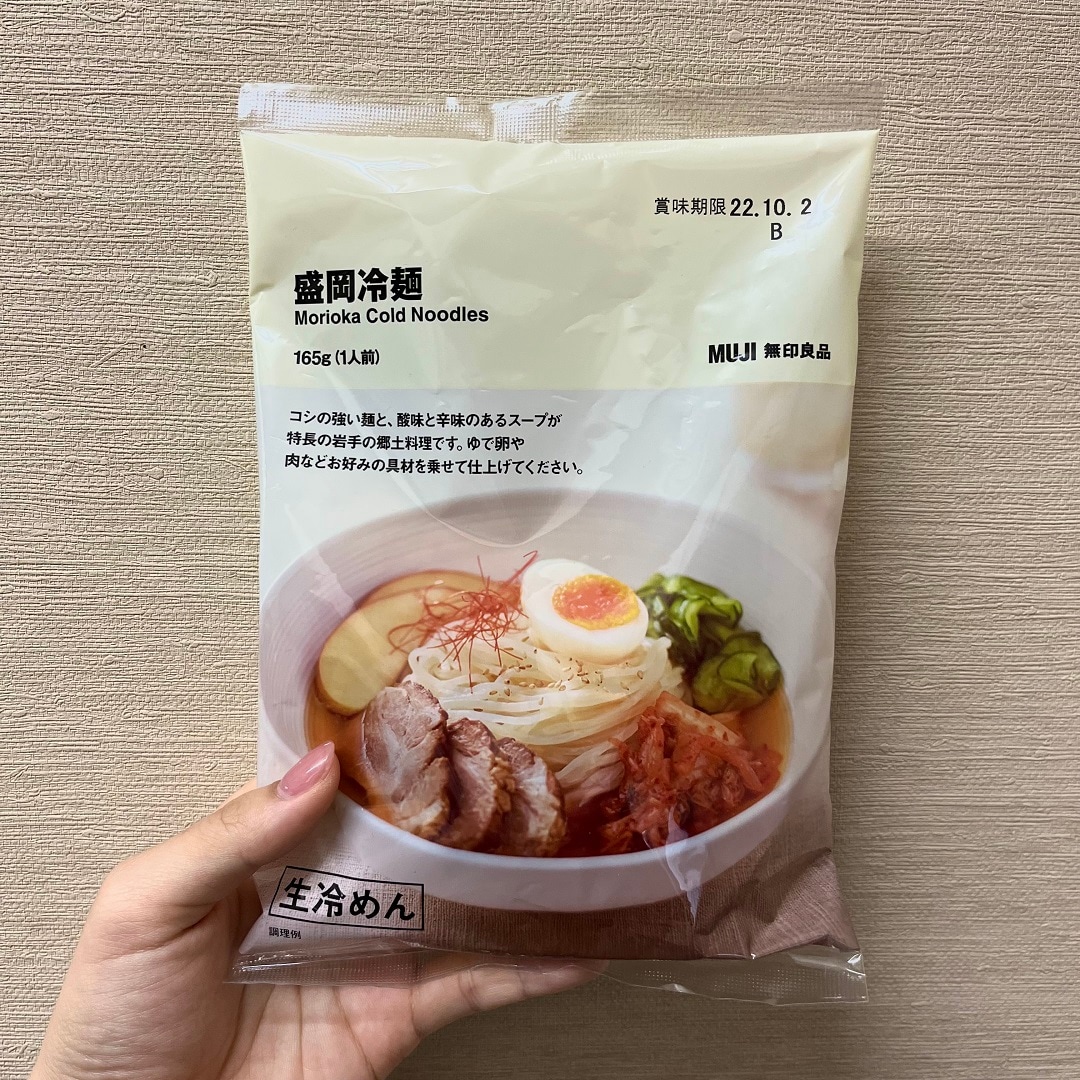 賞味期限 22.10. 2
B
盛岡冷麺
Morioka Cold Noodles
165g(1人前)
MUJI 無印良品
コシの強い麺と、酸味と辛味のあるスープが
特長の岩手の郷土料理です。ゆで卵や
肉などお好みの具材を乗せて仕上げてください。
生冷めん
調理例